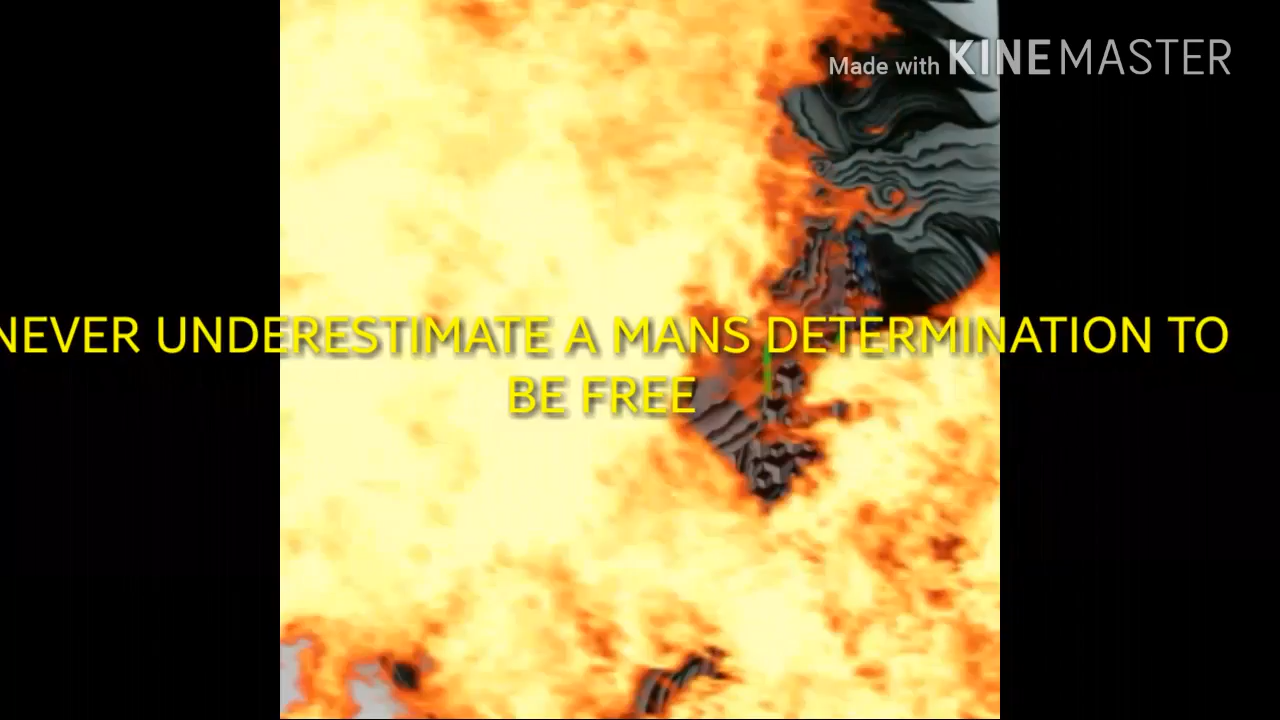 Made with KINEMASTER
NEVER UNDERESTIMATE A MANS DETERMINATION TO
BE FREE